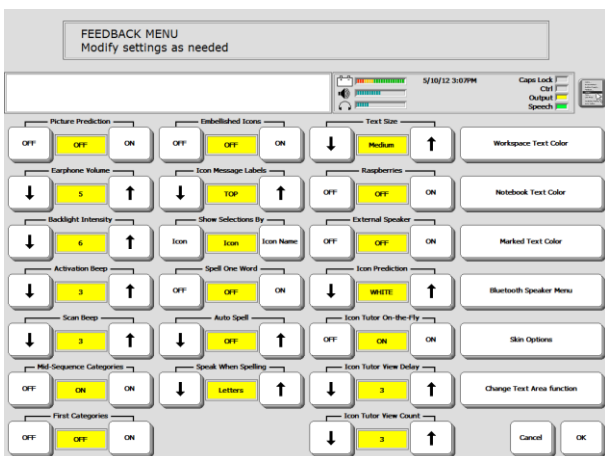 FEEDBACK MENU
Modify settings as needed
5/10/12 3:07PM
Caps Lock
Ctrl
Output
Speech
Picture Prediction
OFF OFF ON
Embellished Icons
OFF OFF ON
Text Size
Medium
Workspace Text Color
Earphone Volume
5
Icon Message Labels
TOP
Raspberries
OFF OFF ON
Notebook Text Color
Backlight Intensity
6
Show Selections By
Icon Icon Icon Name
External Speaker
OFF OFF ON
Marked Text Color
Activation Beep
3
Spell One Word
OFF OFF ON
Icon Prediction
WHITE
Bluetooth Speaker Menu
Scan Beep
3
Auto Spell
OFF
Icon Tutor On-the-Fly
OFF ON ON
Skin Options
Mid-Sequence Categories
OFF ON ON
Speak When Spelling
Letters
Icon Tutor View Delay
3
Change Text Area function
First Categories
OFF OFF ON
Icon Tutor View Count
3
Cancel
OK